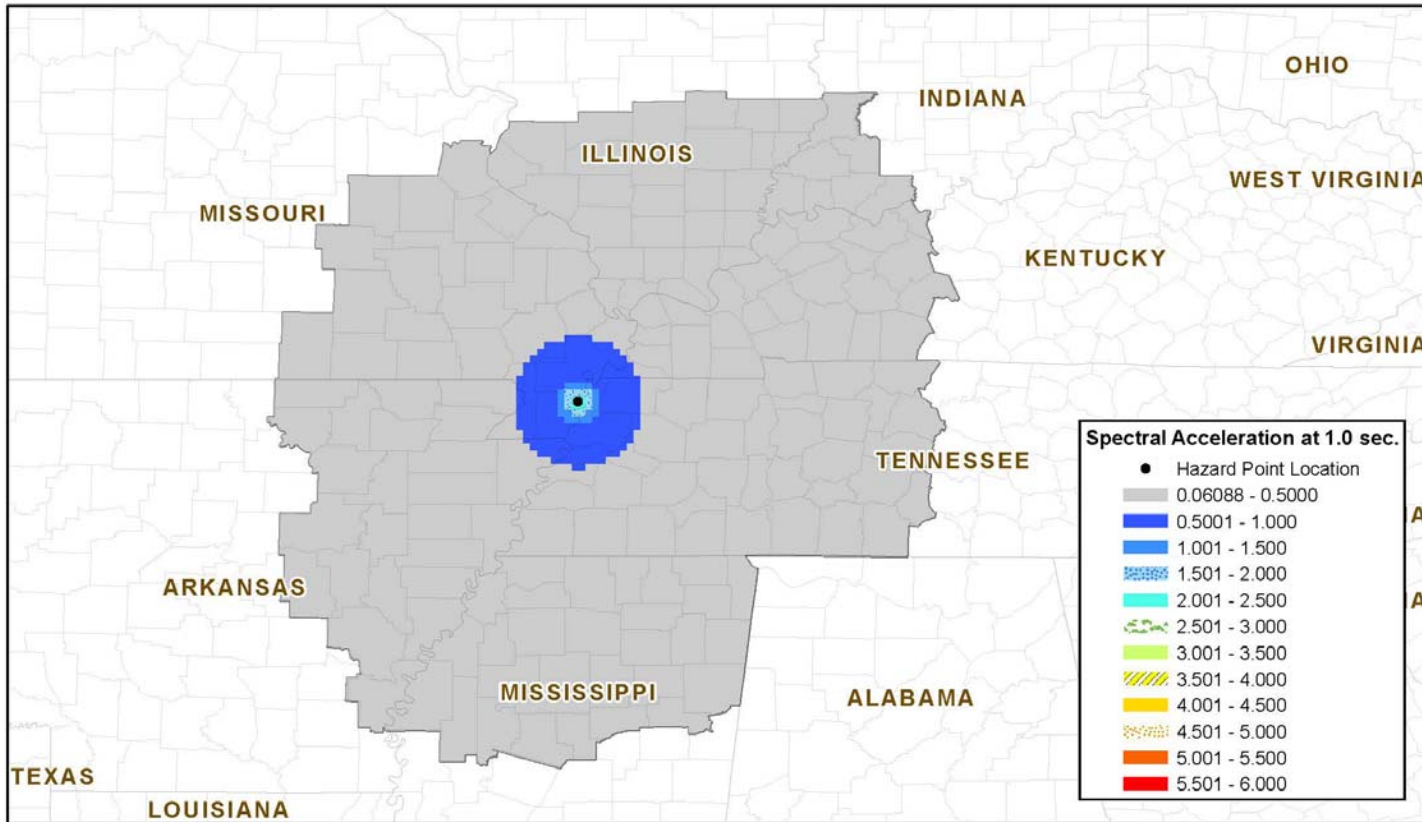 OHIO
INDIANA
ILLINOIS
WEST VIRGINIA
MISSOURI
KENTUCKY
VIRGINIA
TENNESSEE
ARKANSAS
MISSISSIPPI
ALABAMA
TEXAS
LOUISIANA
Spectral Acceleration at 1.0 sec.
Hazard Point Location
0.06088 - 0.5000
0.5001 - 1.000
1.001 - 1.500
1.501 - 2.000
2.001 - 2.500
2.501 - 3.000
3.001 - 3.500
3.501 - 4.000
4.001 - 4.500
4.501 - 5.000
5.001 - 5.500
5.501 - 6.000